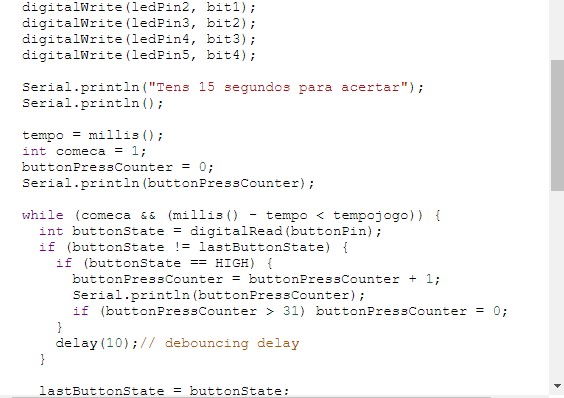 digitalWrite(ledPin2, bit1);
digitalWrite(ledPin3, bit2);
digitalWrite(ledPin4, bit3);
digitalWrite(ledPin5, bit4);
Serial.println("Tens 15 segundos para acertar");
Serial.println();
tempo = millis();
int comeca = 1;
buttonPressCounter = 0;
Serial.println(buttonPressCounter);
while (comeca && (millis() - tempo < tempojogo)) {
int buttonState = digitalRead(buttonPin);
if (buttonState != lastButtonState) {
if (buttonState == HIGH) {
buttonPressCounter = buttonPressCounter + 1;
Serial.println(buttonPressCounter);
if (buttonPressCounter > 31) buttonPressCounter = 0;
}
delay(10);// debouncing delay
}
lastButtonState = buttonState;